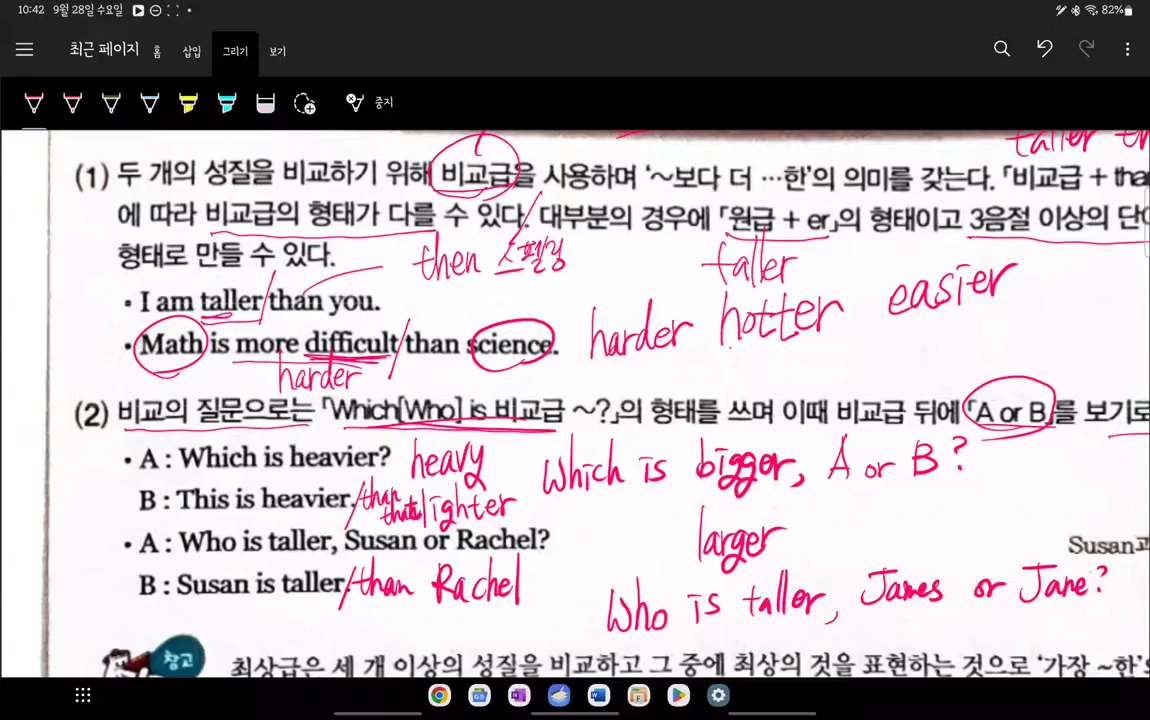 10:42 9월 28일 수요일 82%
최근 페이지 홈 삽입 그리기 보기
중지
taller th
(1) 두 개의 성질을 비교하기 위해 비교급을 사용하며 '~보다 더 …한'의 의미를 갖는다. 「비교급 + tha
에 따라 비교급의 형태가 다를 수 있다. 대부분의 경우에 「원급 + er」의 형태이고 3음절 이상의 단어
형태로 만들 수 있다.
then 스펠링
taller
• I am taller/than you.
harder hotter easier
• Math is more difficult/than science.
harder
(2) 비교의 질문으로는 「Which[Who] is 비교급 ~?」의 형태를 쓰며 이때 비교급 뒤에 「A or B」를 보기로
• A : Which is heavier? heavy
Which is bigger, A or B?
B : This is heavier./than that lighter
• A : Who is taller, Susan or Rachel?
larger
Susan과
B : Susan is taller./than Rachel
Who is taller, James or Jane?
참고
최상급은 세 개 이상의 성질을 비교하고 그 중에 최상의 것을 표현하는 것으로 '가장 ~한'의